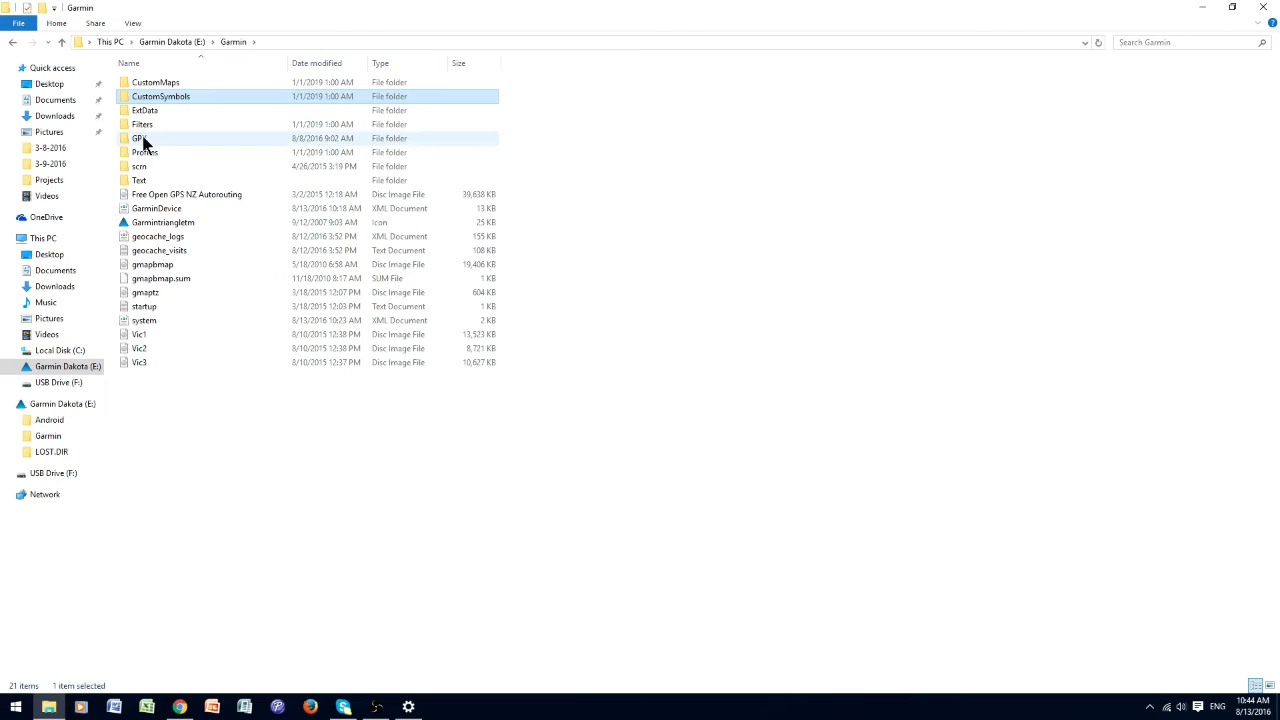 Garmin
File Home Share View
This PC Garmin Dakota (E:) Garmin
Search Garmin
Name Date modified Type Size
Quick access
Desktop
Documents
Downloads
Pictures
3-8-2016
3-9-2016
Projects
Videos
OneDrive
This PC
Desktop
Documents
Downloads
Music
Pictures
Videos
Local Disk (C:)
Garmin Dakota (E:)
USB Drive (F:)
Garmin Dakota (E:)
Android
Garmin
LOST.DIR
USB Drive (F:)
Network
CustomMaps 1/1/2019 1:00 AM File folder
CustomSymbols 1/1/2019 1:00 AM File folder
ExtData File folder
Filters 1/1/2019 1:00 AM File folder
GPX 8/8/2016 9:02 AM File folder
Profiles 1/1/2019 1:00 AM File folder
scrn 4/26/2015 3:19 PM File folder
Text File folder
Free Open GPS NZ Autorouting 3/2/2015 12:18 AM Disc Image File 39,638 KB
GarminDevice 8/13/2016 10:18 AM XML Document 13 KB
Garmintriangletm 9/12/2007 9:03 AM Icon 25 KB
geocache_logs 8/12/2016 3:52 PM XML Document 155 KB
geocache_visits 8/12/2016 3:52 PM Text Document 108 KB
gmapbmap 5/18/2010 6:58 AM Disc Image File 19,406 KB
gmapbmap.sum 11/18/2010 8:17 AM SUM File 1 KB
gmaptz 3/18/2015 12:07 PM Disc Image File 604 KB
startup 3/18/2015 12:03 PM Text Document 1 KB
system 8/13/2016 10:23 AM XML Document 2 KB
Vic1 8/10/2015 12:38 PM Disc Image File 13,523 KB
Vic2 8/10/2015 12:38 PM Disc Image File 8,721 KB
Vic3 8/10/2015 12:37 PM Disc Image File 10,627 KB
21 items 1 item selected
ENG
10:44 AM
8/13/2016